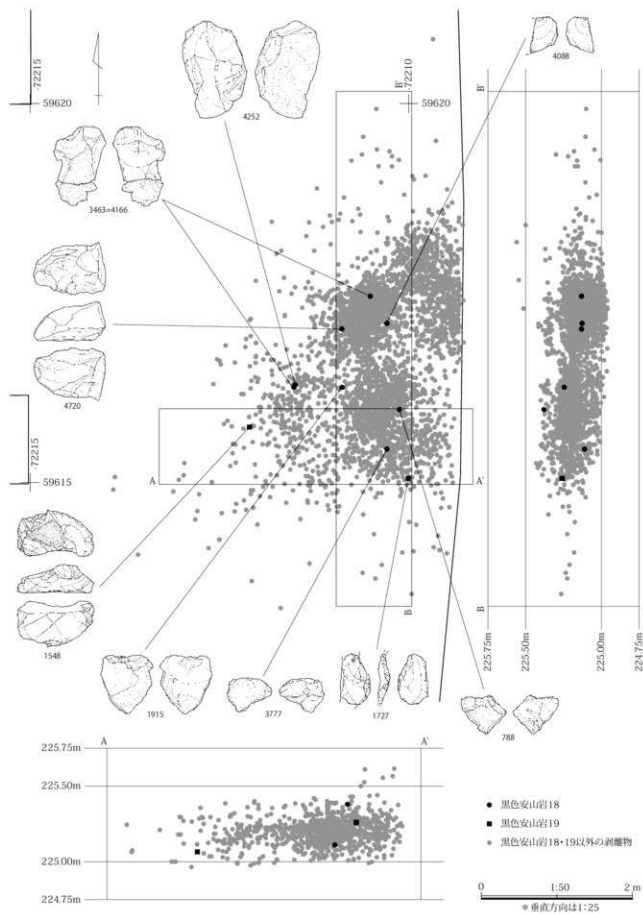 -72215
59620
4252
B'
-72210
59620
4088
B'
3463=4166
4720
-72215
59615
A
A'
1548
B
B
225.75m
225.50m
225.00m
224.75m
1915
3777
1727
788
A
A'
225.75m
225.50m
225.00m
224.75m
黒色安山岩18
黒色安山岩19
黒色安山岩18・19以外の剥離物
0
1:50
2 m
＊垂直方向は1:25